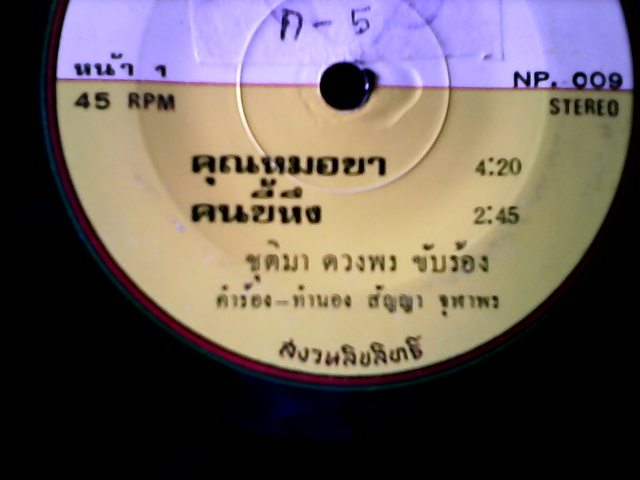 ก-5
หน้า 1
NP. 009
45 RPM
STEREO
คุณหมอขา 4:20
คนขี้หึง 2:45
ชุติมา ดวงพร ขับร้อง
คำร้อง-ทำนอง สัญญา จุฬาพร
สงวนลิขสิทธิ์